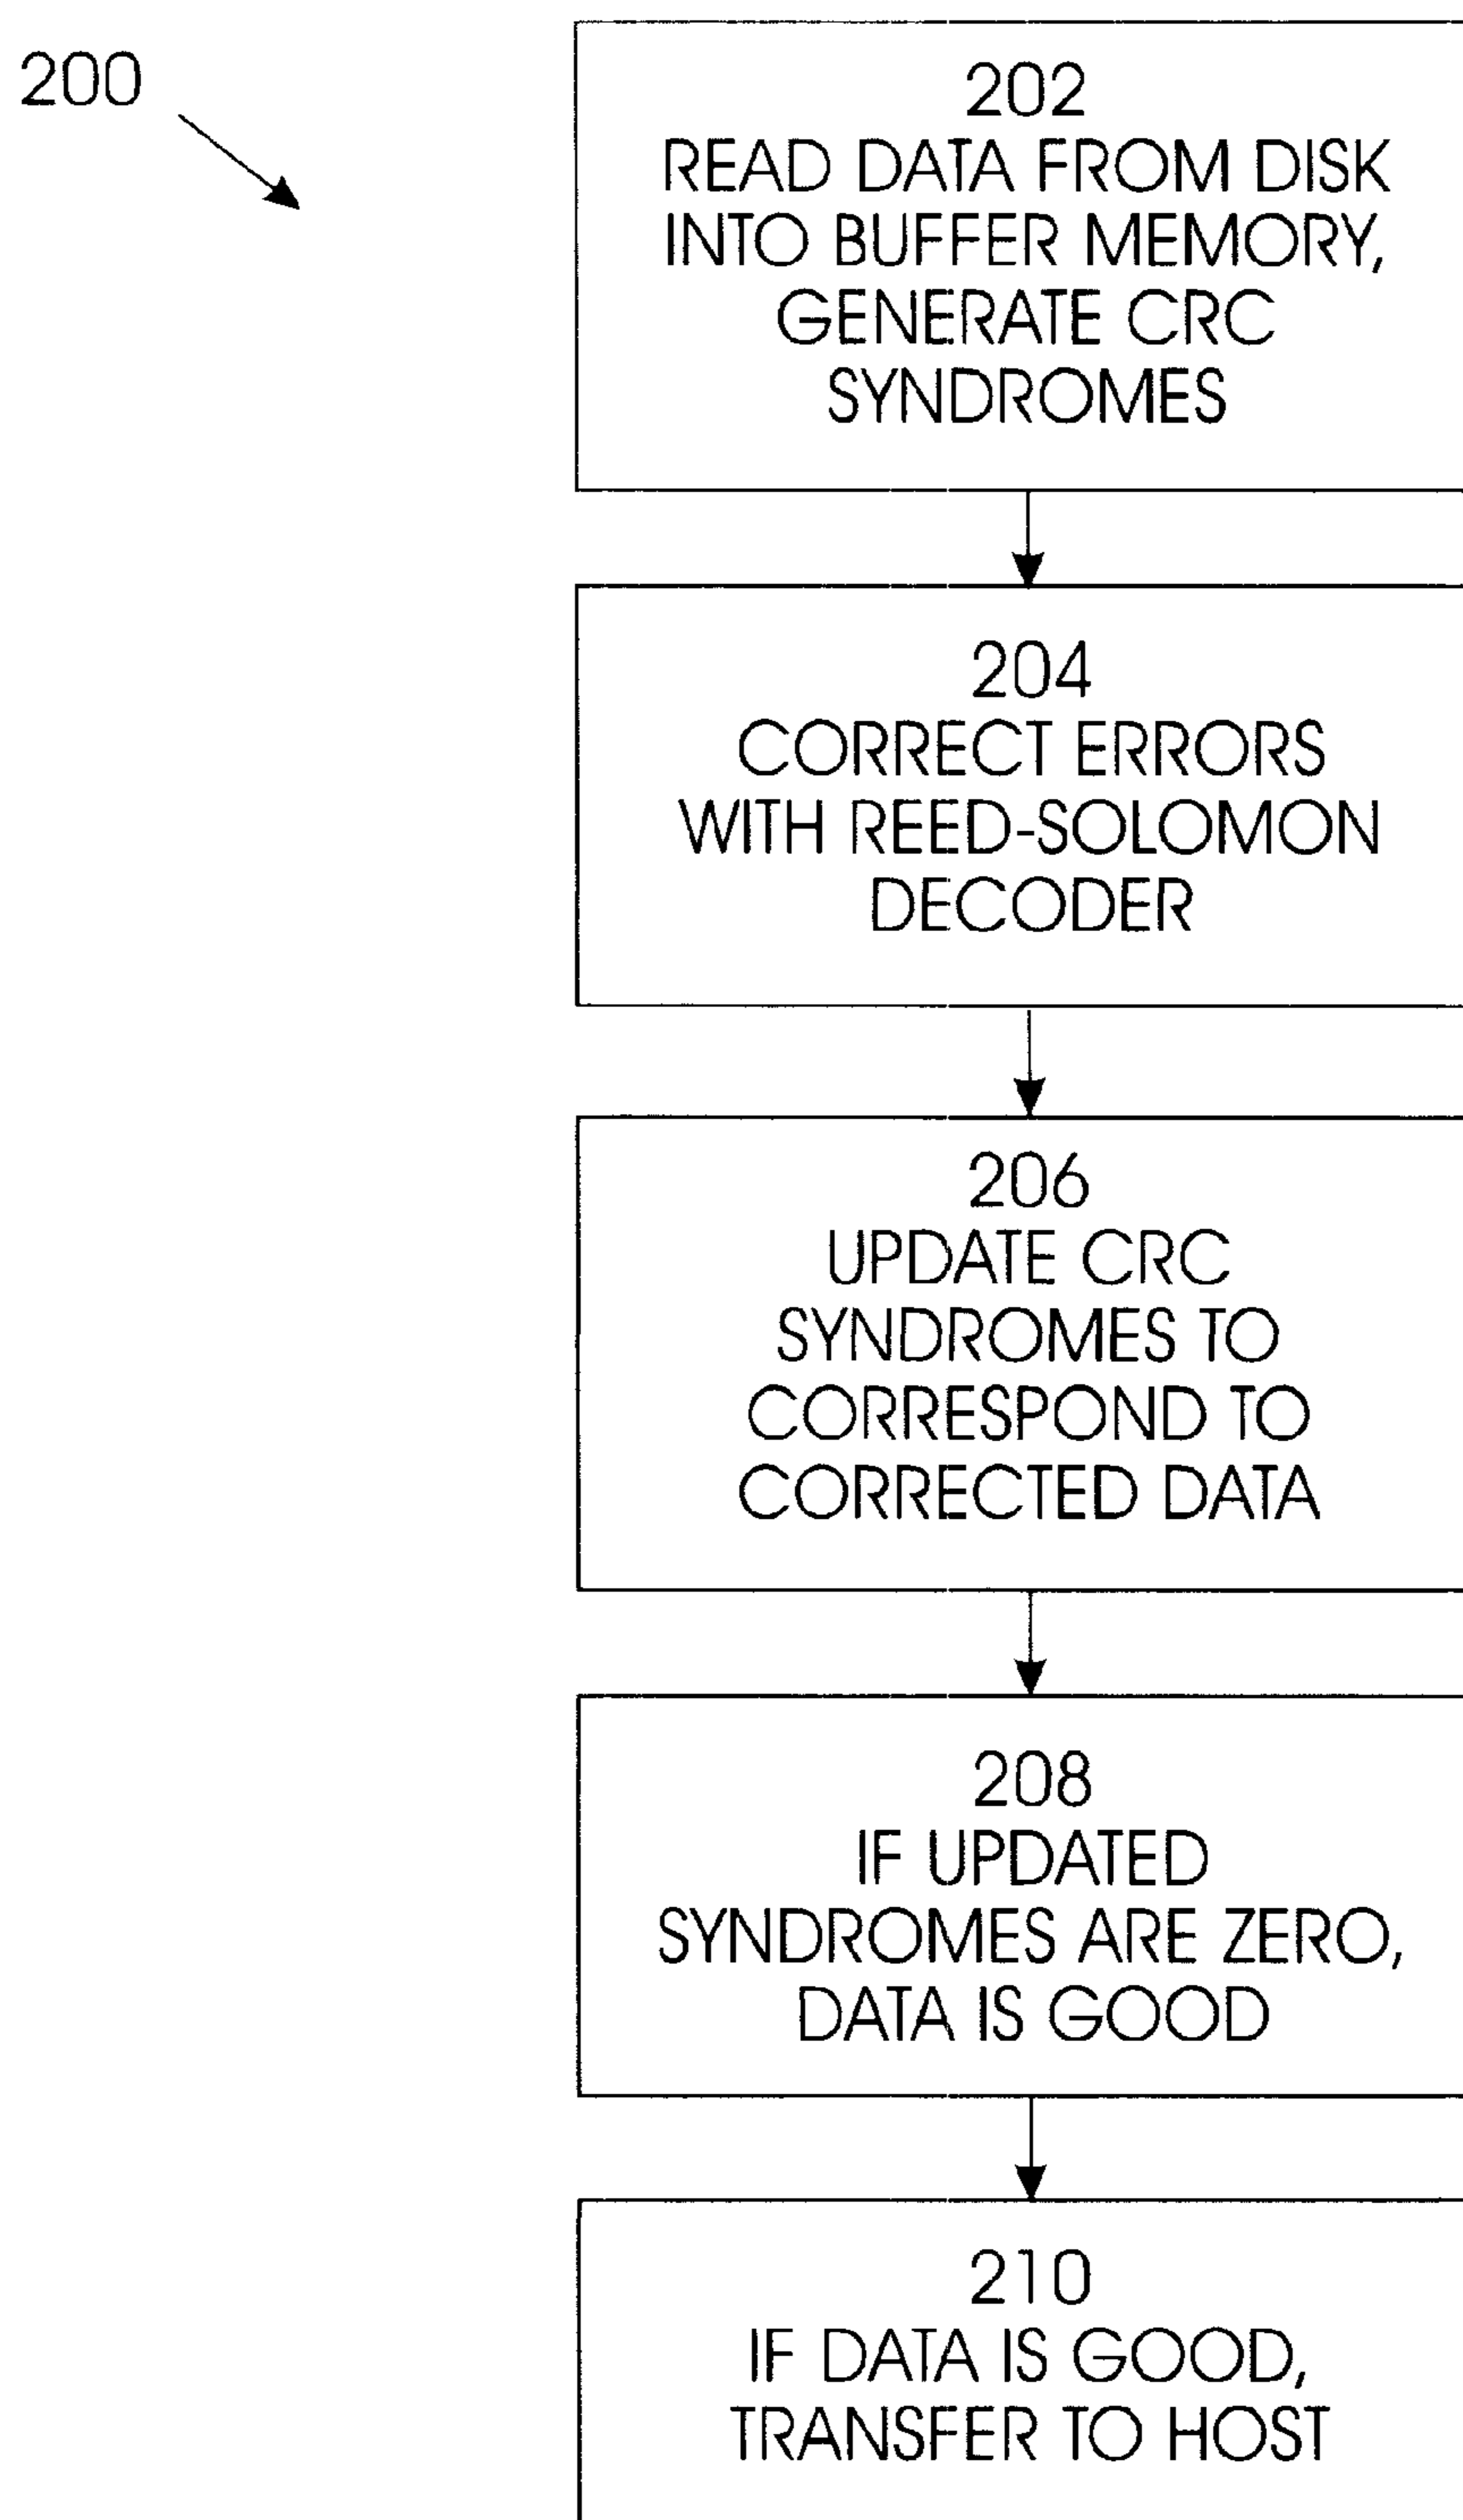 200
202
READ DATA FROM DISK
INTO BUFFER MEMORY,
GENERATE CRC
SYNDROMES
204
CORRECT ERRORS
WITH REED-SOLOMON
DECODER
206
UPDATE CRC
SYNDROMES TO
CORRESPOND TO
CORRECTED DATA
208
IF UPDATED
SYNDROMES ARE ZERO,
DATA IS GOOD
210
IF DATA IS GOOD,
TRANSFER TO HOST